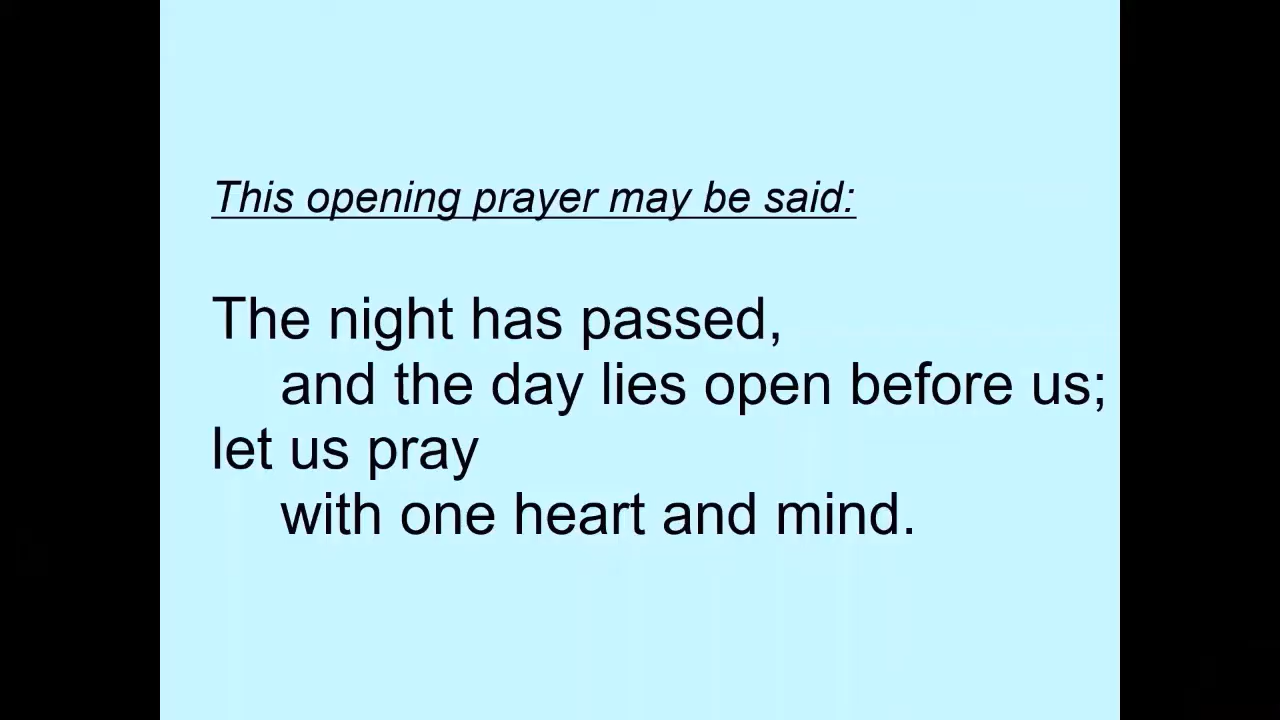 This opening prayer may be said:
The night has passed,
and the day lies open before us;
let us pray
with one heart and mind.